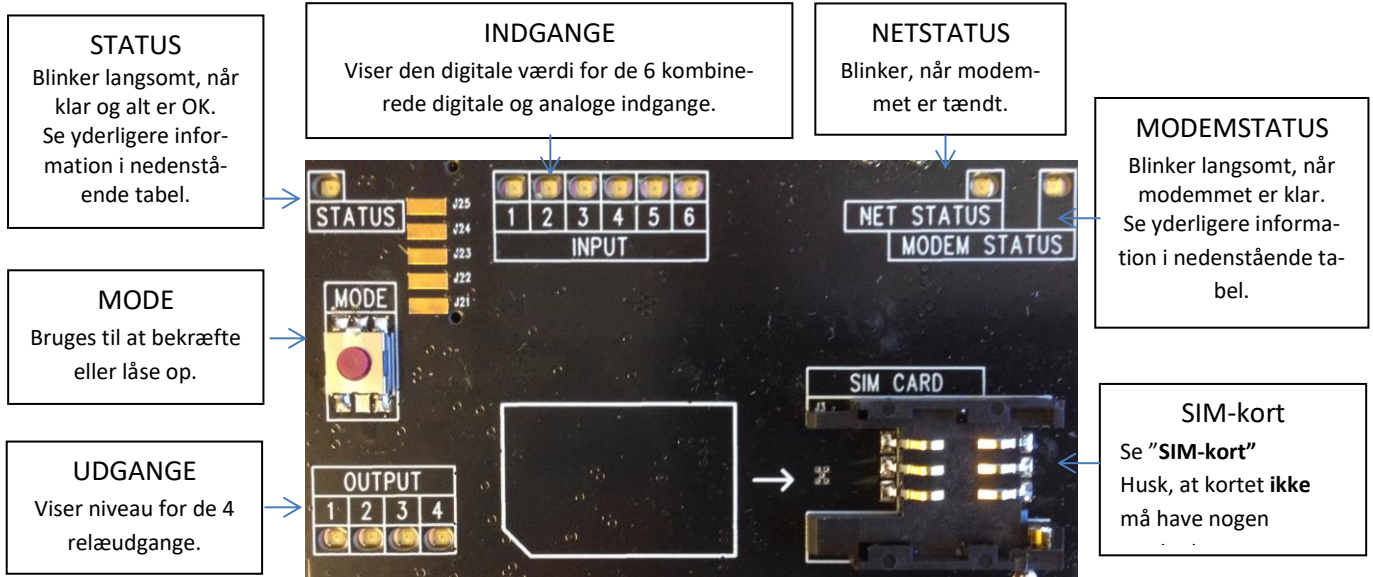 STATUS
Blinker langsomt, når
klar og alt er OK.
Se yderligere infor-
mation i nedenstå-
ende tabel.
INDGANGE
Viser den digitale værdi for de 6 kombine-
rede digitale og analoge indgange.
NETSTATUS
Blinker, når modem-
met er tændt.
MODEMSTATUS
Blinker langsomt, når
modemmet er klar.
Se yderligere informa-
tion i nedenstående ta-
bel.
MODE
Bruges til at bekræfte
eller låse op.
UDGANGE
Viser niveau for de 4
relæudgange.
SIM-kort
Se ”SIM-kort”
Husk, at kortet ikke
må have nogen
STATUS
J25
J24
J23
J22
J21
1 2 3 4 5 6
INPUT
NET STATUS
MODEM STATUS
MODE
SIM CARD
J3
OUTPUT
1 2 3 4